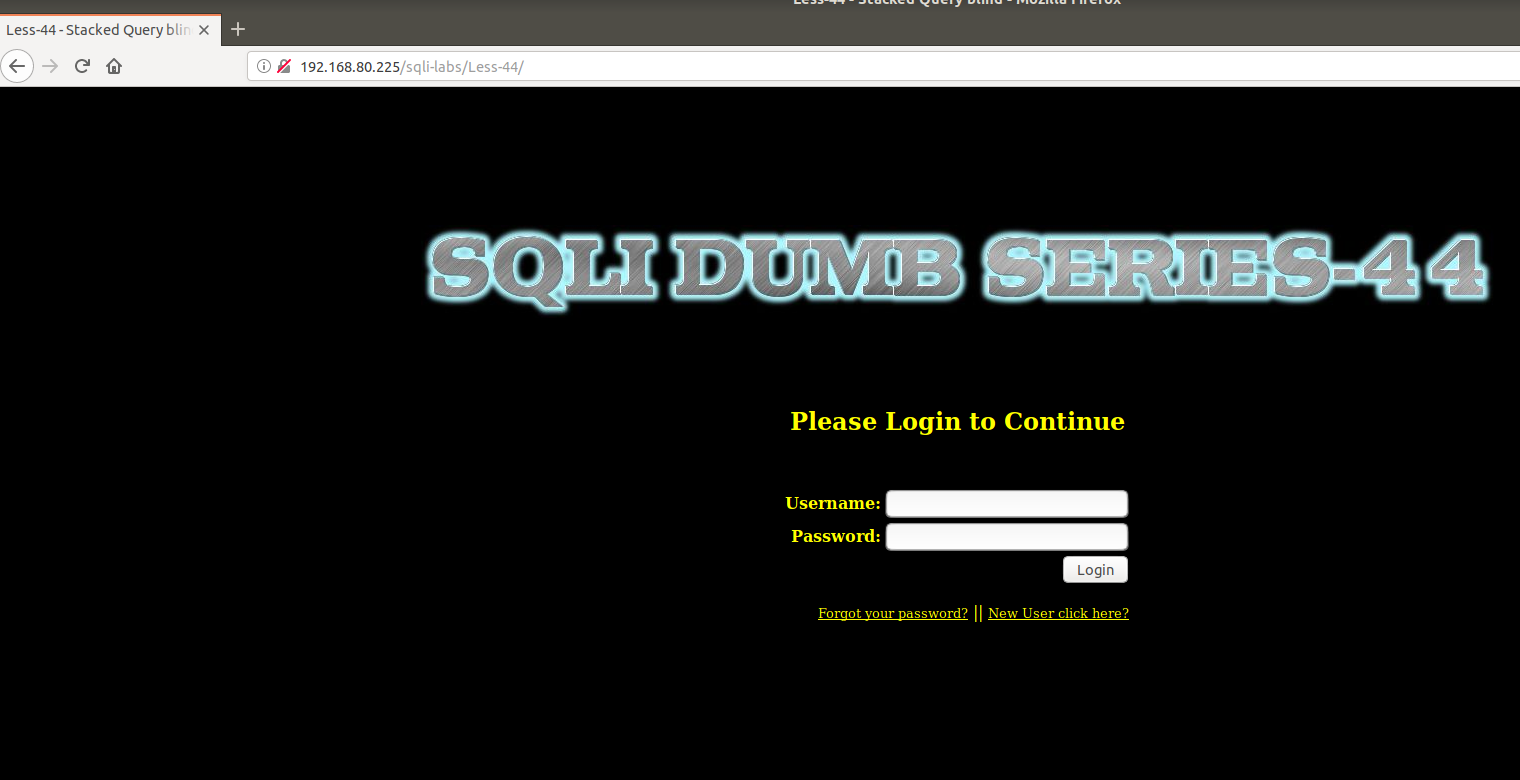 Less-44 - Stacked Query blind - Mozilla Firefox
Less-44 - Stacked Query blin
192.168.80.225/sqli-labs/Less-44/
SQLI DUMB SERIES-44
Please Login to Continue
Username:
Password:
Login
Forgot your password? || New User click here?